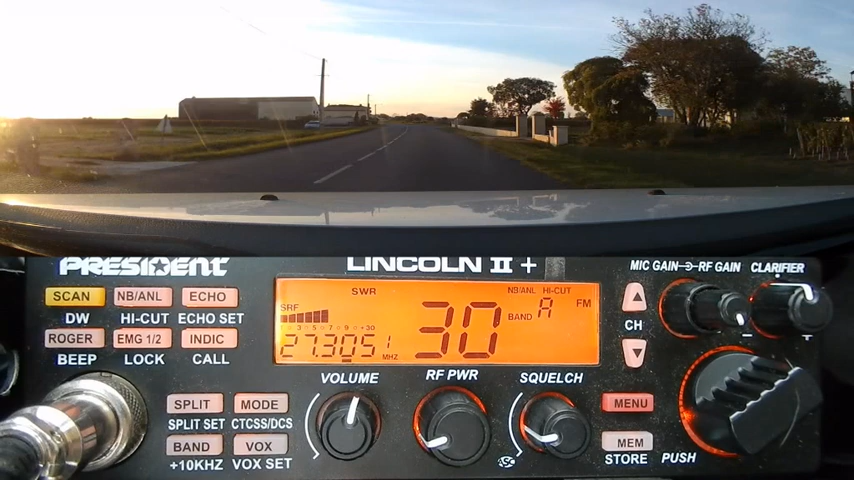 PRESIDENT LINCOLN II +
MIC GAIN RF GAIN CLARIFIER
SCAN NB/ANL ECHO
DW HI-CUT ECHO SET
ROGER EMG 1/2 INDIC
BEEP LOCK CALL
SWR NB/ANL HI-CUT
SRF 30 BAND A FM
1 3 5 7 9 +30
27.305 MHZ
CH
VOLUME RF PWR SQUELCH
SPLIT MODE MENU
SPLIT SET CTCSS/DCS
BAND VOX MEM
+10KHZ VOX SET ASC STORE PUSH
- +